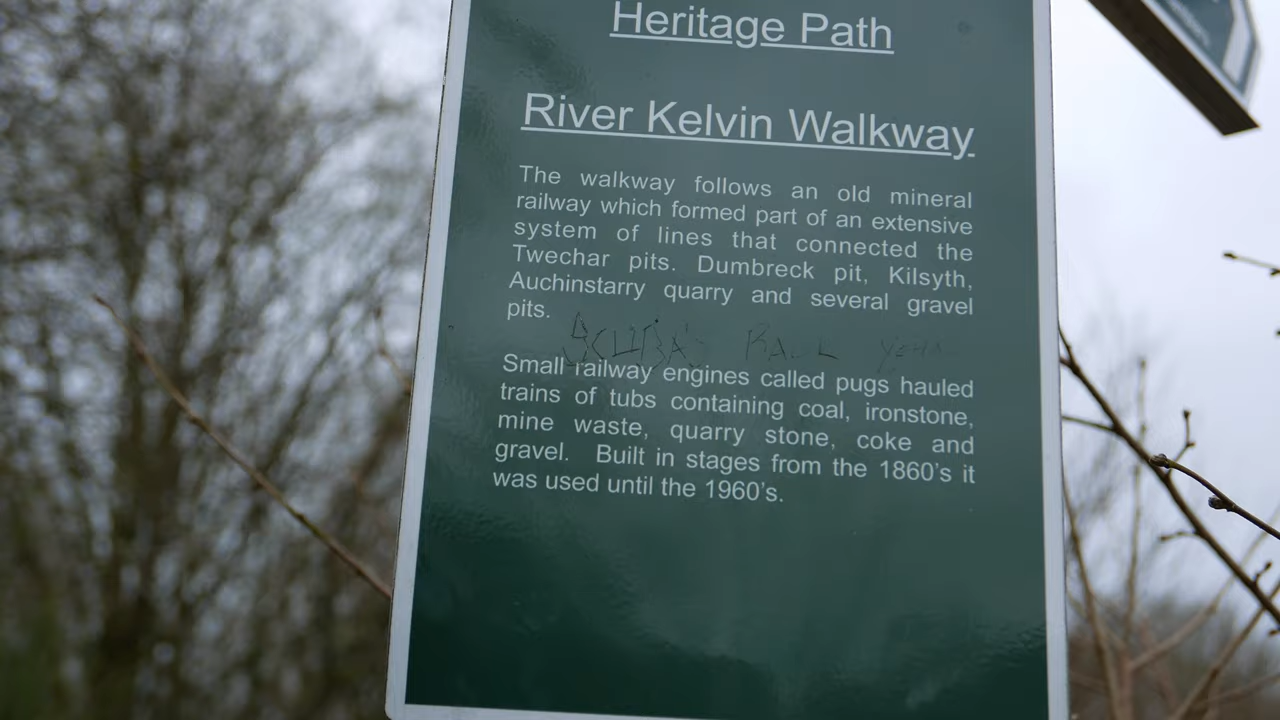 Heritage Path
River Kelvin Walkway
The walkway follows an old mineral
railway which formed part of an extensive
system of lines that connected the
Twechar pits. Dumbreck pit, Kilsyth,
Auchinstarry quarry and several gravel
pits.
Small railway engines called pugs hauled
trains of tubs containing coal, ironstone,
mine waste, quarry stone, coke and
gravel. Built in stages from the 1860's it
was used until the 1960's.